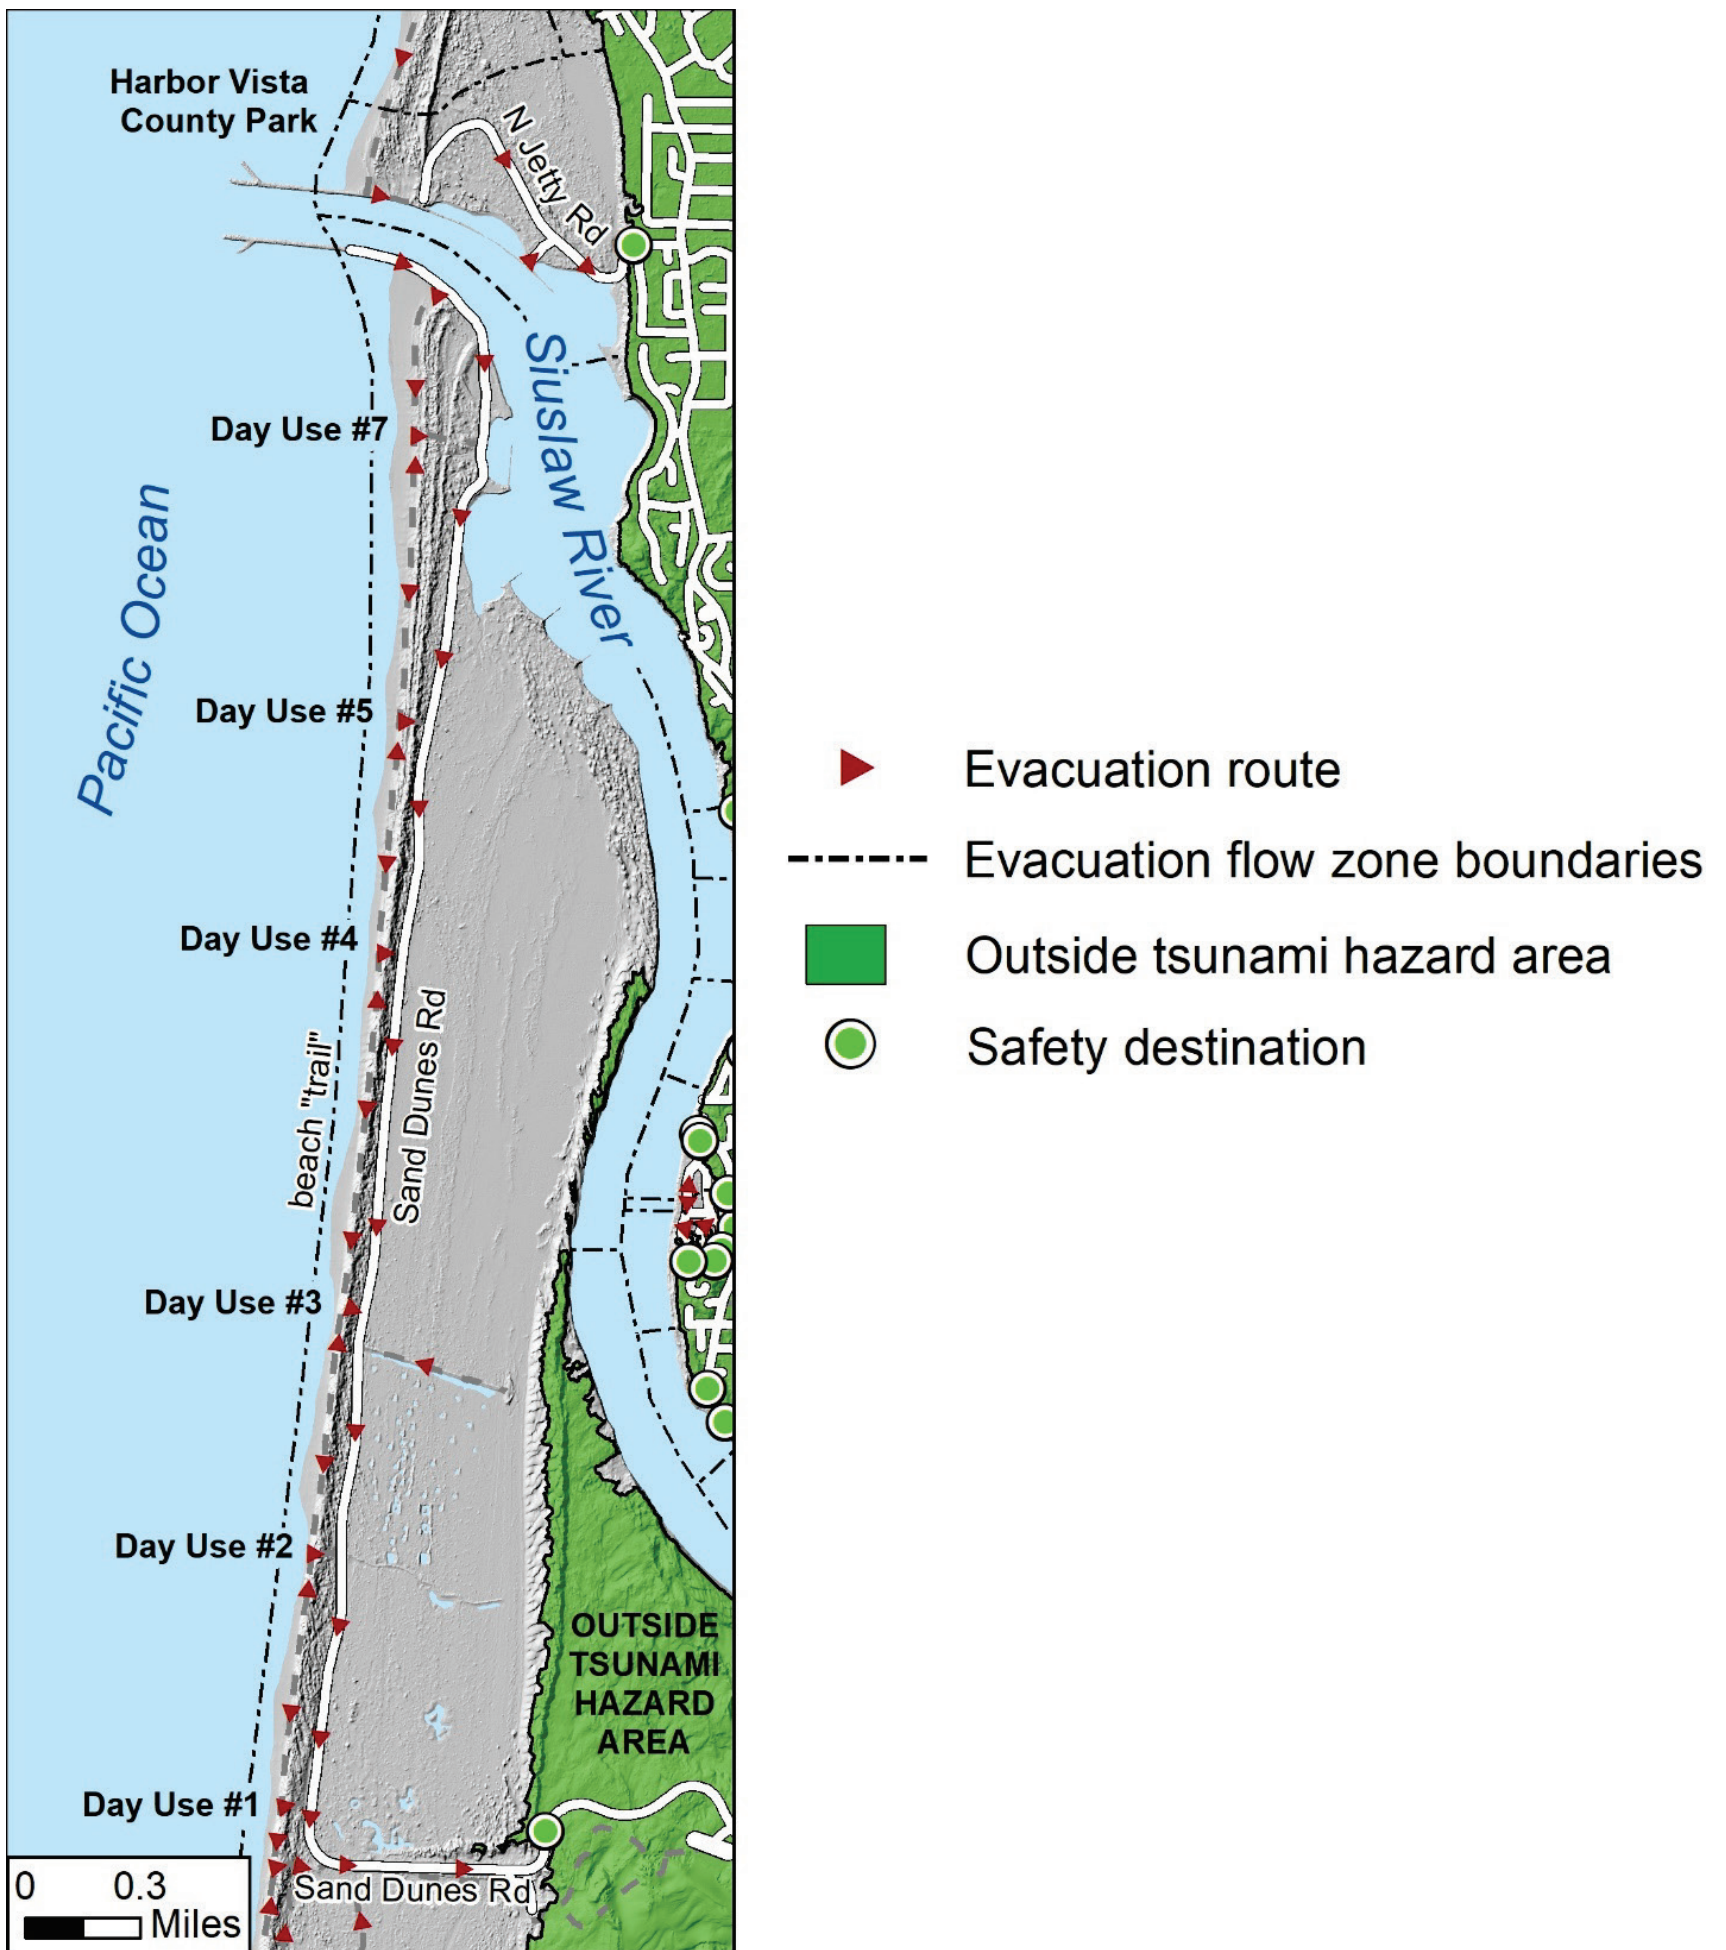 Harbor Vista
County Park
N Jetty Rd
Siuslaw River
Day Use #7
Pacific Ocean
Day Use #5
Day Use #4
beach "trail"
Sand Dunes Rd
Day Use #3
Day Use #2
OUTSIDE
TSUNAMI
HAZARD
AREA
Day Use #1
Sand Dunes Rd
0 0.3
Miles
Evacuation route
Evacuation flow zone boundaries
Outside tsunami hazard area
Safety destination